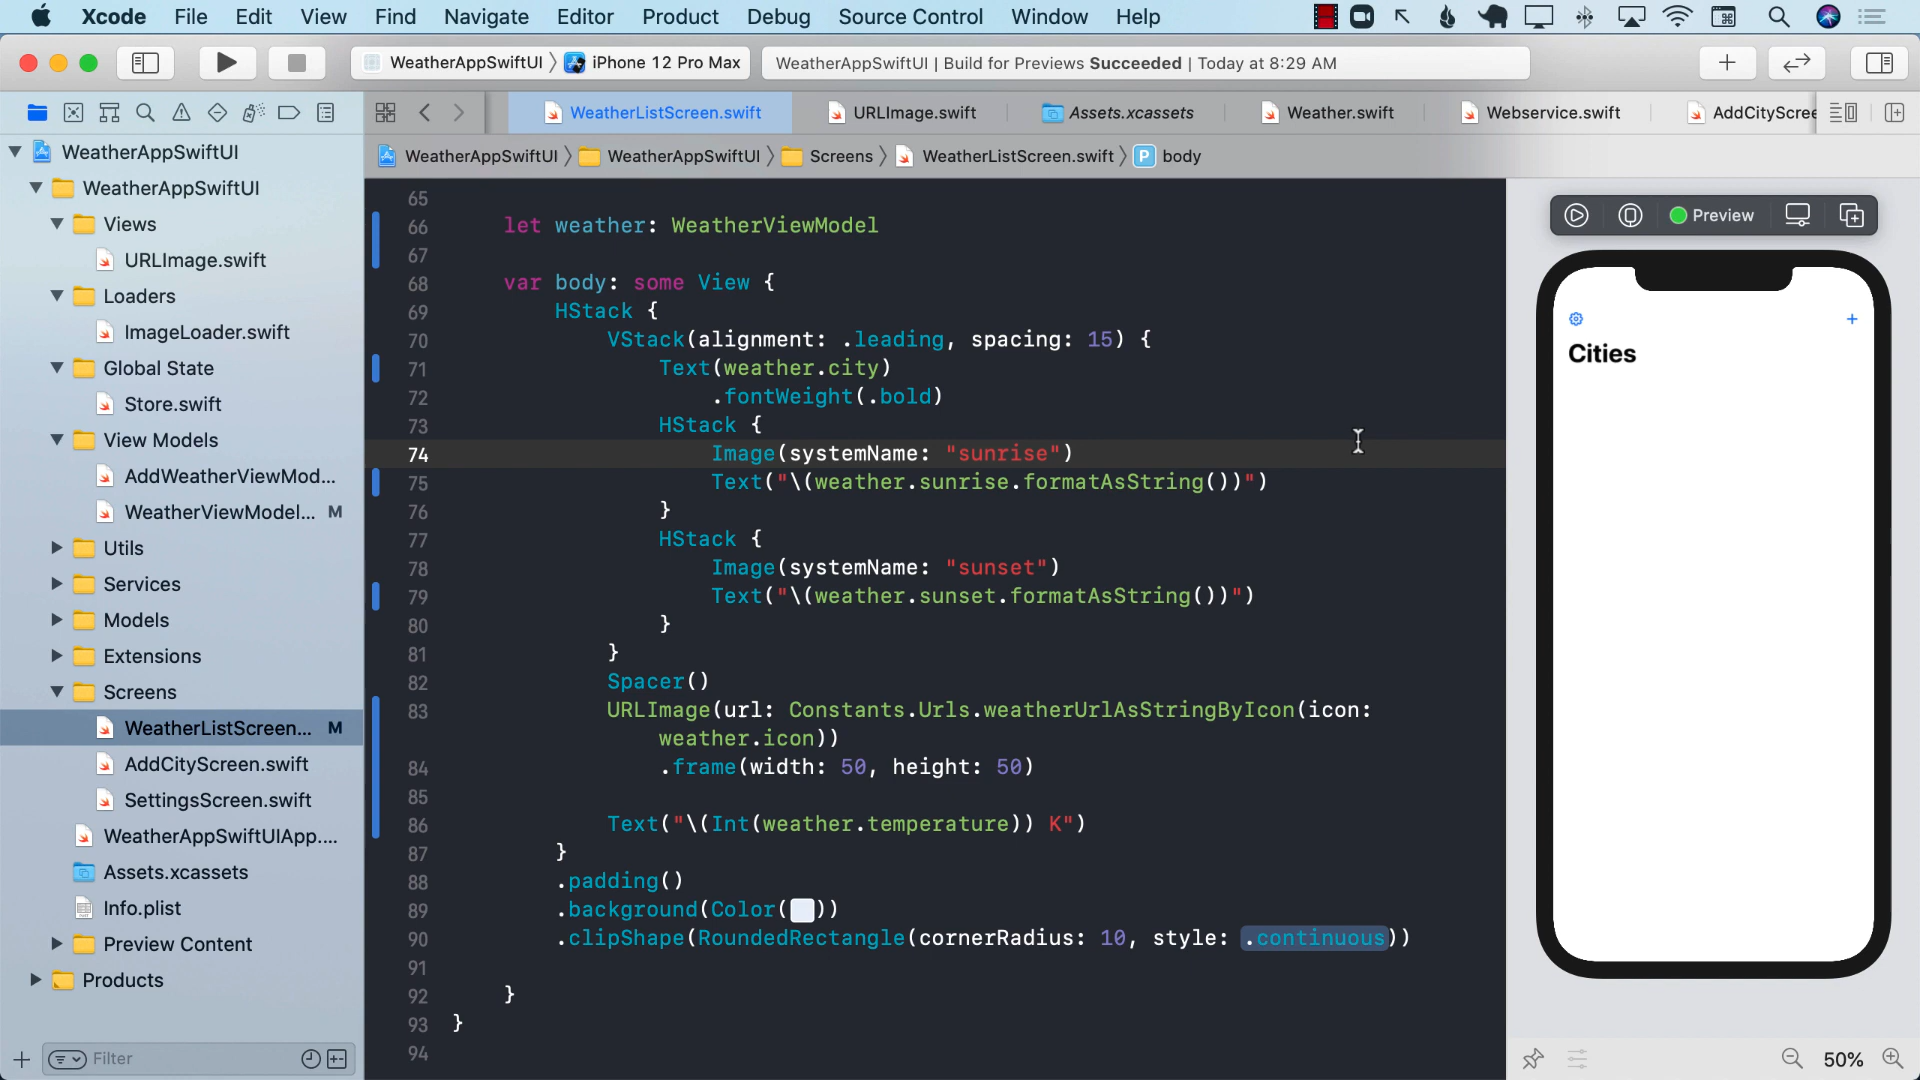 Xcode File Edit View Find Navigate Editor Product Debug Source Control Window Help
WeatherAppSwiftUI iPhone 12 Pro Max WeatherAppSwiftUI | Build for Previews Succeeded | Today at 8:29 AM
WeatherListScreen.swift URLImage.swift Assets.xcassets Weather.swift Webservice.swift AddCityScree
WeatherAppSwiftUI WeatherAppSwiftUI Screens WeatherListScreen.swift P body
WeatherAppSwiftUI
WeatherAppSwiftUI
Views
URLImage.swift
Loaders
ImageLoader.swift
Global State
Store.swift
View Models
AddWeatherViewMod...
WeatherViewModel... M
Utils
Services
Models
Extensions
Screens
WeatherListScreen... M
AddCityScreen.swift
SettingsScreen.swift
WeatherAppSwiftUIApp....
Assets.xcassets
Info.plist
Preview Content
Products
Filter
65
66 let weather: WeatherViewModel
67
68 var body: some View {
69 HStack {
70 VStack(alignment: .leading, spacing: 15) {
71 Text(weather.city)
72 .fontWeight(.bold)
73 HStack {
74 Image(systemName: "sunrise")
75 Text("\(weather.sunrise.formatAsString())")
76 }
77 HStack {
78 Image(systemName: "sunset")
79 Text("\(weather.sunset.formatAsString())")
80 }
81 }
82 Spacer()
83 URLImage(url: Constants.Urls.weatherUrlAsStringByIcon(icon:
weather.icon))
84 .frame(width: 50, height: 50)
85
86 Text("\(Int(weather.temperature)) K")
87 }
88 .padding()
89 .background(Color( ))
90 .clipShape(RoundedRectangle(cornerRadius: 10, style: .continuous))
91
92 }
93 }
94
Preview
+
Cities
50%